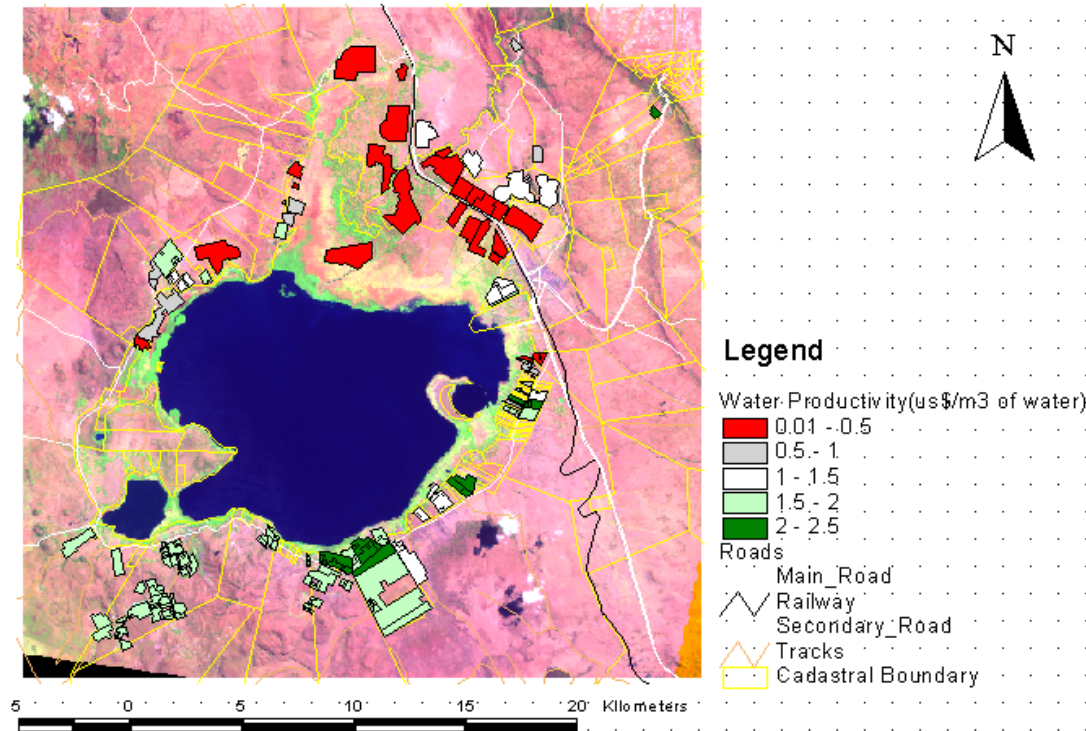 N
Legend
Water Productivity(us$/m3 of water)
0.01 - 0.5
0.5 - 1
1 - 1.5
1.5 - 2
2 - 2.5
Roads
Main_Road
Railway
Secondary_Road
Tracks
Cadastral Boundary
5 0 5 10 15 20 Kilometers